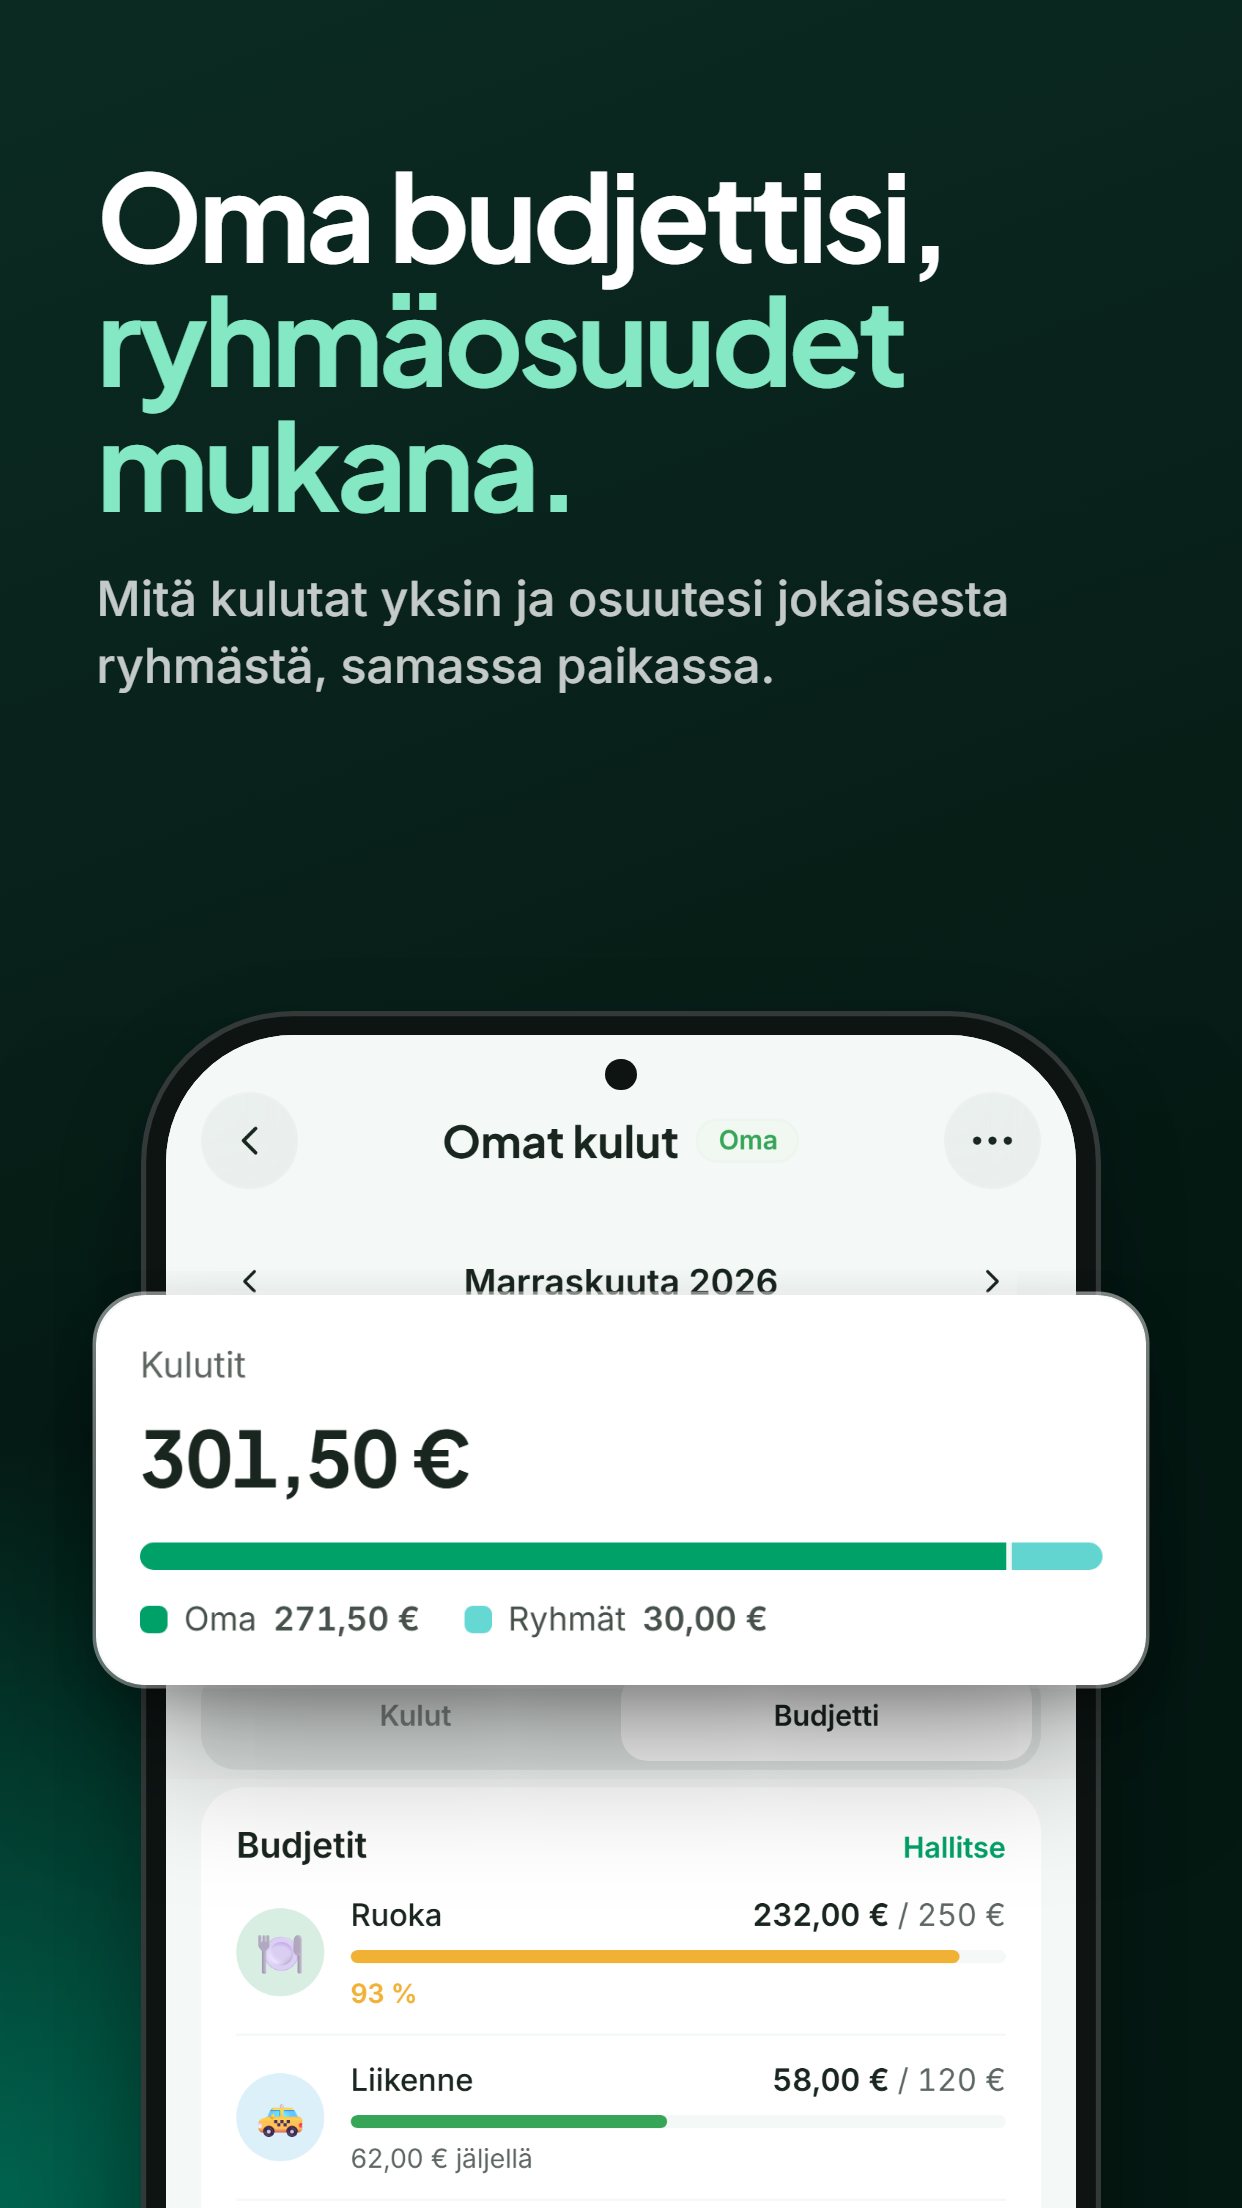 Oma budjettisi,
ryhmäosuudet
mukana.
Mitä kulutat yksin ja osuutesi jokaisesta
ryhmästä, samassa paikassa.
Omat kulut Oma
Marraskuuta 2026
Kulutit
301,50 €
Oma 271,50 € Ryhmät 30,00 €
Kulut Budjetti
Budjetit Hallitse
Ruoka 232,00 € / 250 €
93 %
Liikenne 58,00 € / 120 €
62,00 € jäljellä